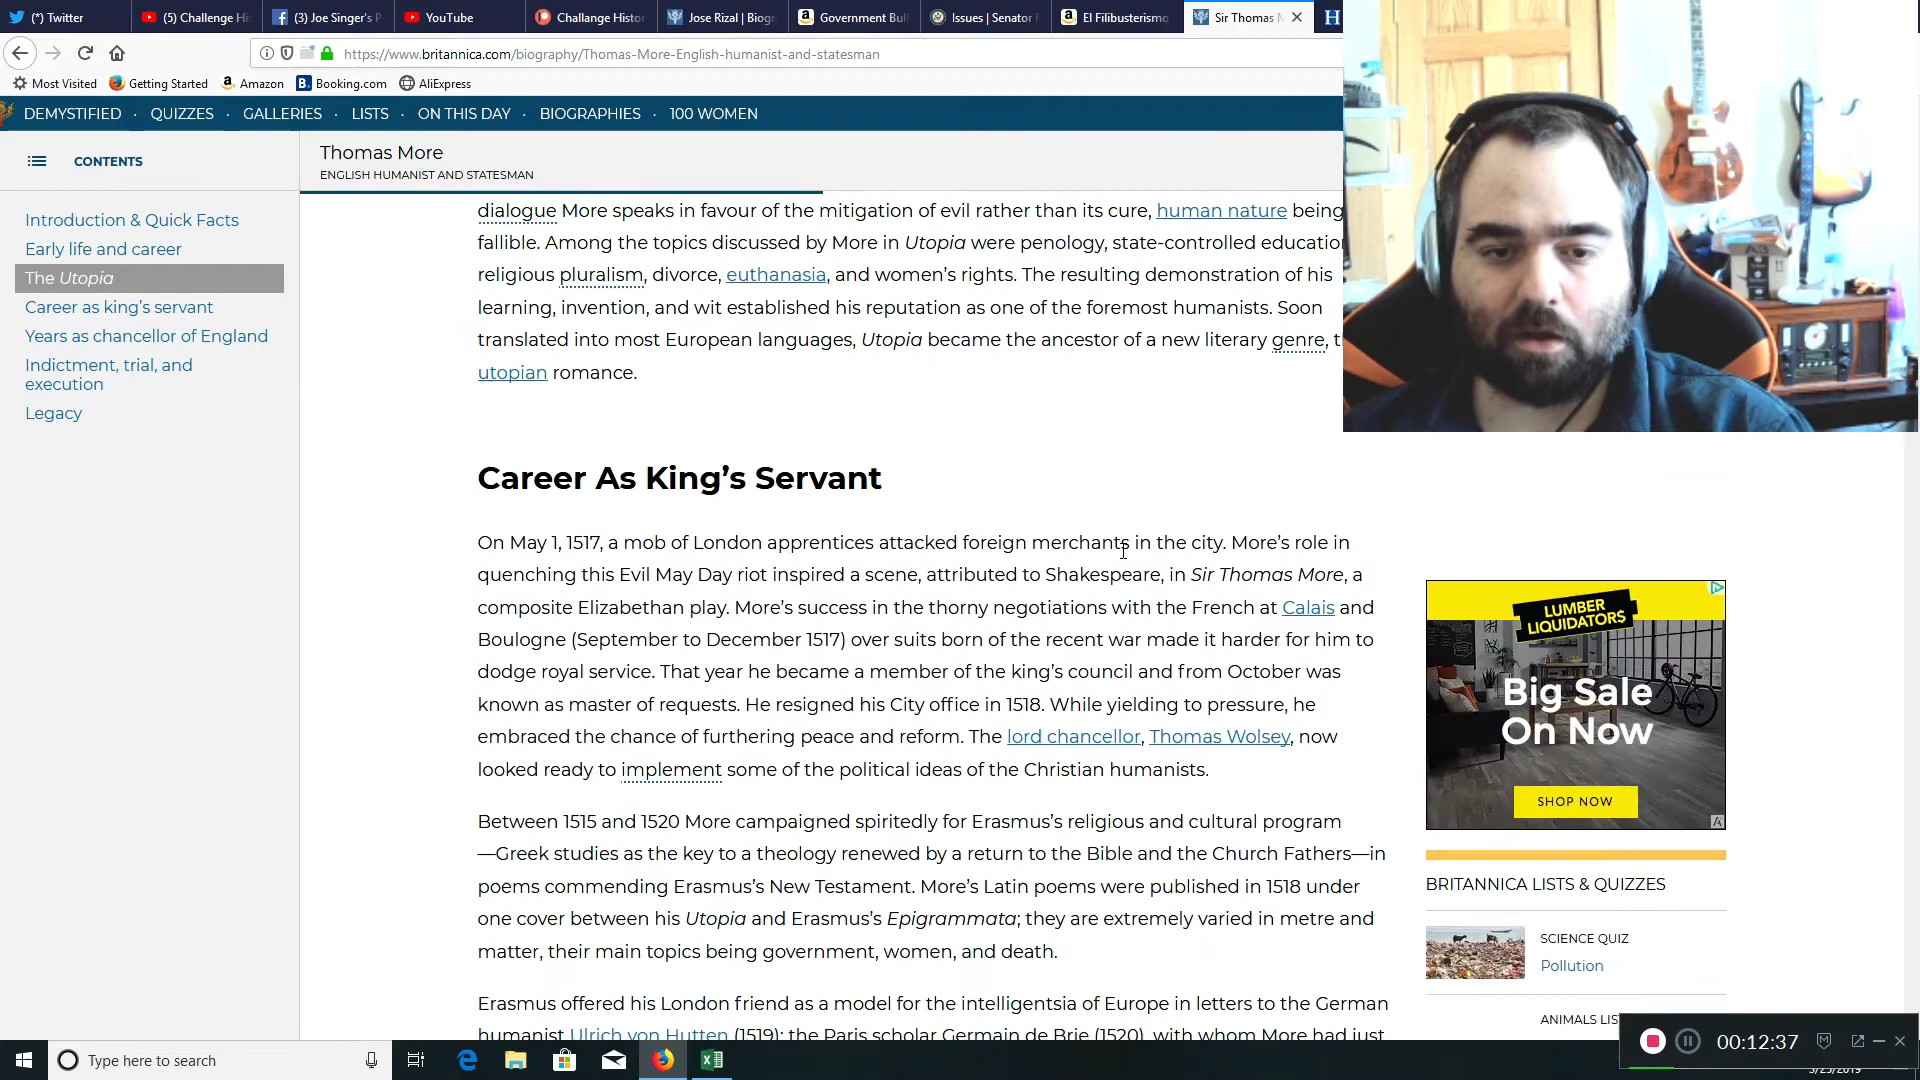 (*) Twitter
(5) Challenge Hi
(3) Joe Singer's P
YouTube
Challange Histor
Jose Rizal | Biogr
Government Bul
Issues | Senator
El Filibusterismo
Sir Thomas M
https://www.britannica.com/biography/Thomas-More-English-humanist-and-statesman
Most Visited
Getting Started
Amazon
Booking.com
AliExpress
DEMYSTIFIED · QUIZZES · GALLERIES · LISTS · ON THIS DAY · BIOGRAPHIES · 100 WOMEN
CONTENTS
Introduction & Quick Facts
Early life and career
The Utopia
Career as king's servant
Years as chancellor of England
Indictment, trial, and
execution
Legacy
Thomas More
ENGLISH HUMANIST AND STATESMAN
dialogue More speaks in favour of the mitigation of evil rather than its cure, human nature being
fallible. Among the topics discussed by More in Utopia were penology, state-controlled education
religious pluralism, divorce, euthanasia, and women's rights. The resulting demonstration of his
learning, invention, and wit established his reputation as one of the foremost humanists. Soon
translated into most European languages, Utopia became the ancestor of a new literary genre, t
utopian romance.
Career As King's Servant
On May 1, 1517, a mob of London apprentices attacked foreign merchants in the city. More's role in
quenching this Evil May Day riot inspired a scene, attributed to Shakespeare, in Sir Thomas More, a
composite Elizabethan play. More's success in the thorny negotiations with the French at Calais and
Boulogne (September to December 1517) over suits born of the recent war made it harder for him to
dodge royal service. That year he became a member of the king's council and from October was
known as master of requests. He resigned his City office in 1518. While yielding to pressure, he
embraced the chance of furthering peace and reform. The lord chancellor, Thomas Wolsey, now
looked ready to implement some of the political ideas of the Christian humanists.
Between 1515 and 1520 More campaigned spiritedly for Erasmus's religious and cultural program
—Greek studies as the key to a theology renewed by a return to the Bible and the Church Fathers—in
poems commending Erasmus's New Testament. More's Latin poems were published in 1518 under
one cover between his Utopia and Erasmus's Epigrammata; they are extremely varied in metre and
matter, their main topics being government, women, and death.
Erasmus offered his London friend as a model for the intelligentsia of Europe in letters to the German
humanist Ulrich von Hutten (1519); the Paris scholar Germain de Brie (1520), with whom More had just
LUMBER
LIQUIDATORS
Big Sale
On Now
SHOP NOW
BRITANNICA LISTS & QUIZZES
SCIENCE QUIZ
Pollution
ANIMALS LIS
Type here to search
00:12:37